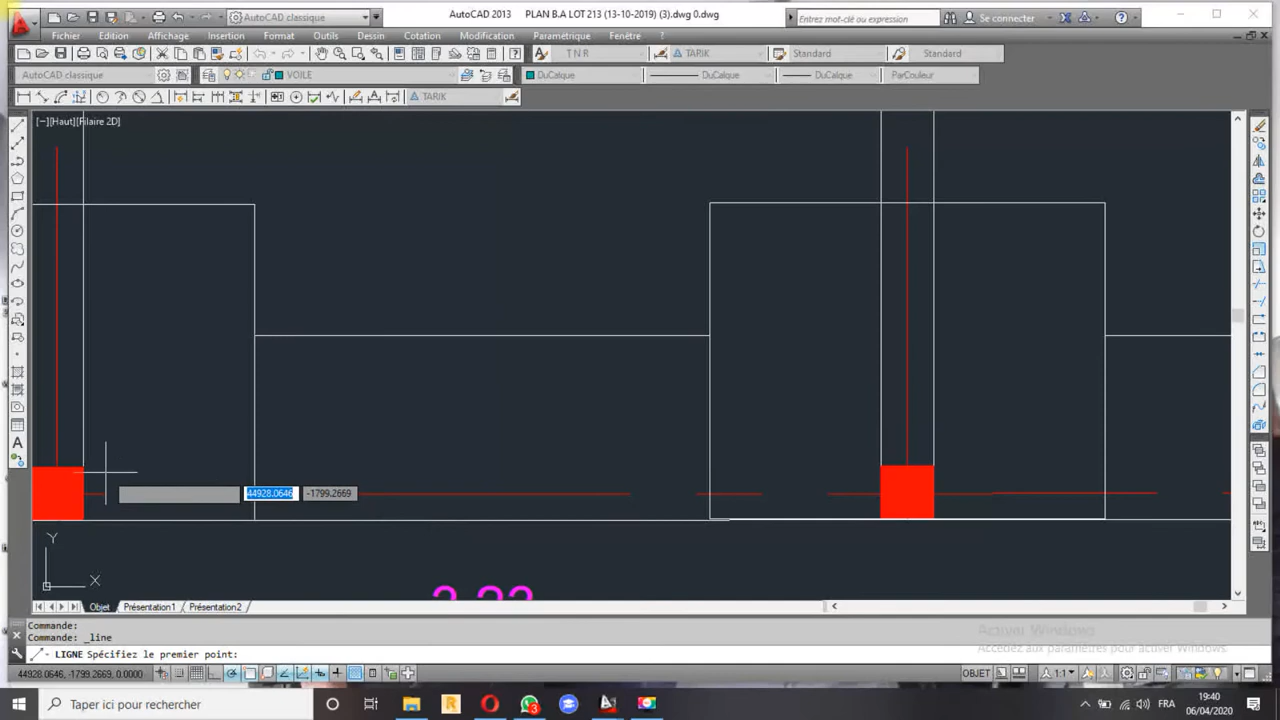 AutoCAD classique
AutoCAD 2013 PLAN B.A LOT 213 (13-10-2019) (3).dwg 0.dwg
Entrez mot-clé ou expression
Se connecter
Fichier Edition Affichage Insertion Format Outils Dessin Cotation Modification Paramétrique Fenêtre ?
T N R
TARIK
Standard
Standard
AutoCAD classique
VOILE
DuCalque
DuCalque
DuCalque
ParCouleur
TARIK
[−][Haut][Filaire 2D]
44928.0646 -1799.2669
Y
X
Objet Présentation1 Présentation2
Commande:
Commande: _line
Activer Windows
LIGNE Spécifiez le premier point:
Accédez aux paramètres pour activer Windows.
44928.0646, -1799.2669, 0.0000
OBJET
1:1
Taper ici pour rechercher
3
FRA
19:40
06/04/2020